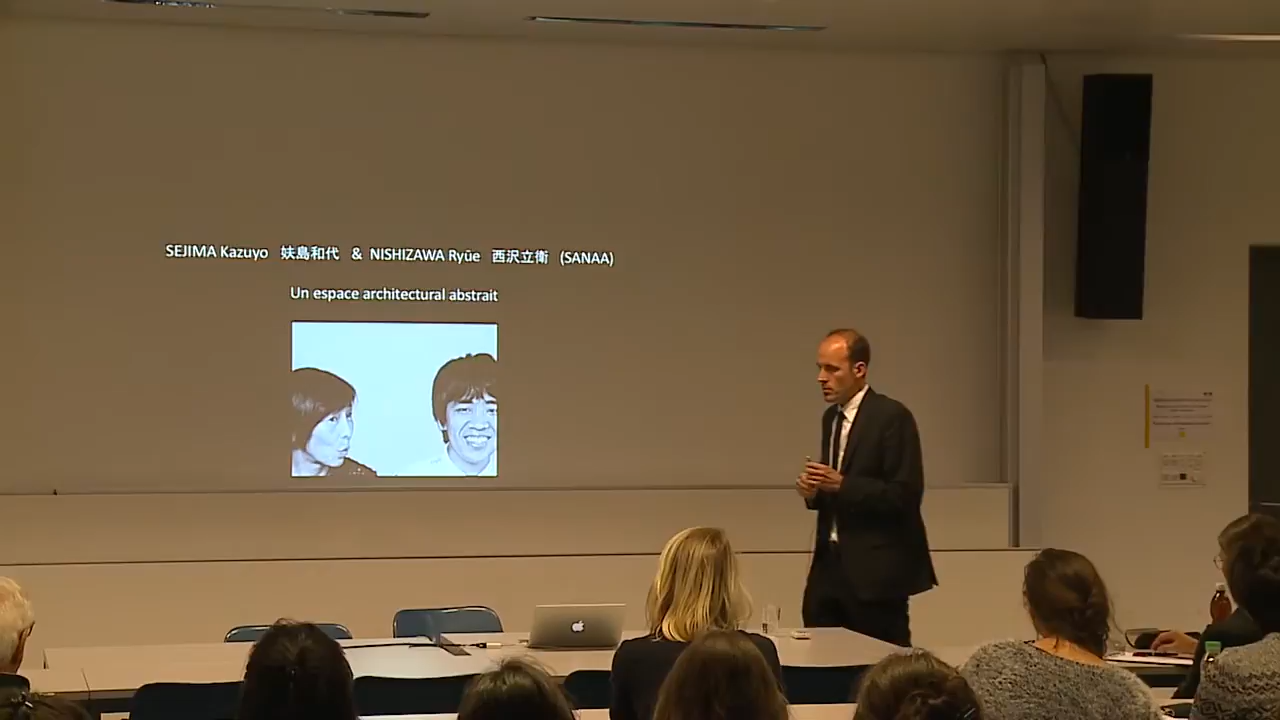 SEJIMA Kazuyo 妹島和代 & NISHIZAWA Ryūe 西沢立衛 (SANAA)
Un espace architectural abstrait